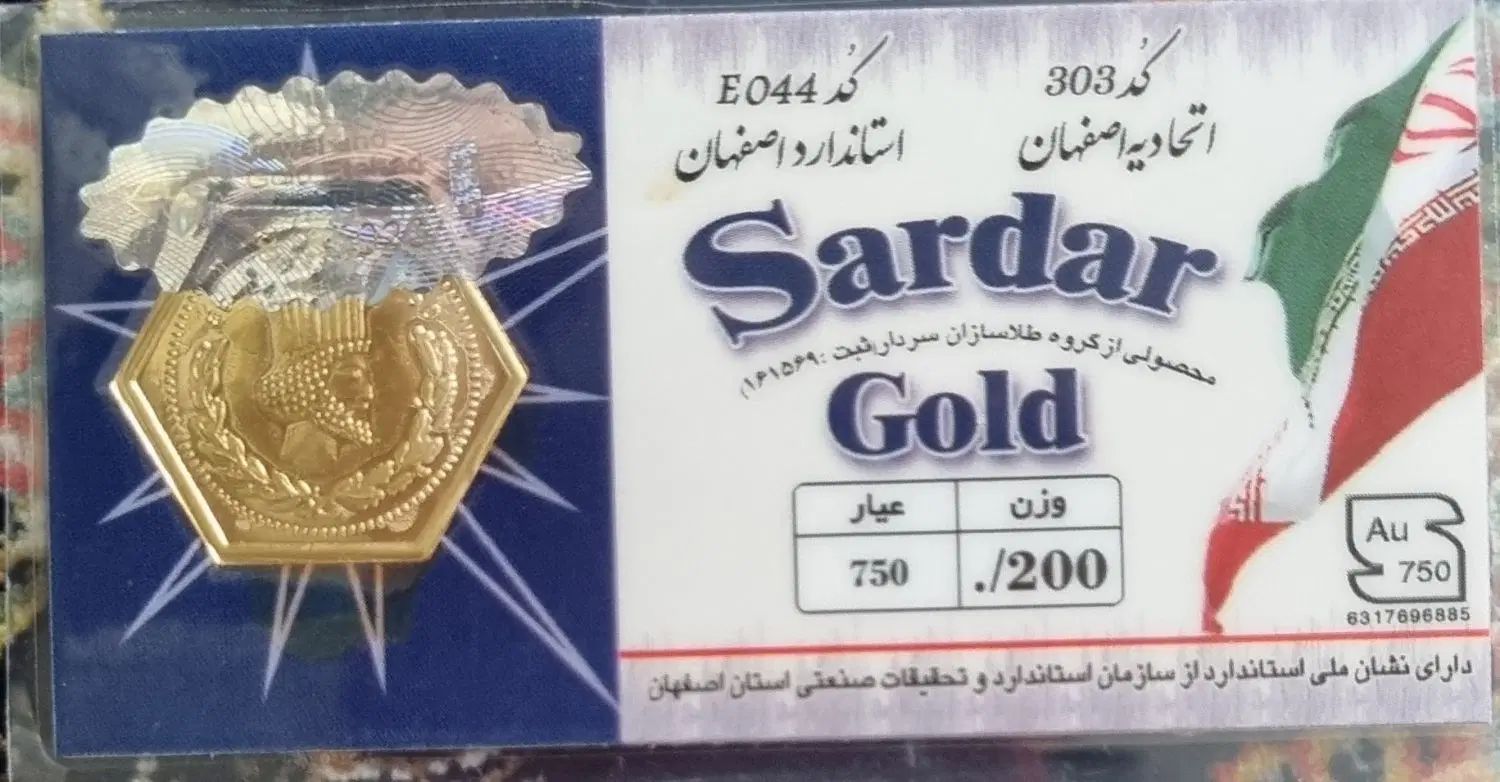 کُد E044
استاندارد اصفهان
کُد 303
اتحادیه اصفهان
Sardar
محصولی از گروه طلاسازان سردار(ثبت :۱۶۱۵۶۹)
Gold
وزن عیار
./200 750
Au
750
6317696885
دارای نشان ملی استاندارد از سازمان استاندارد و تحقیقات صنعتی استان اصفهان